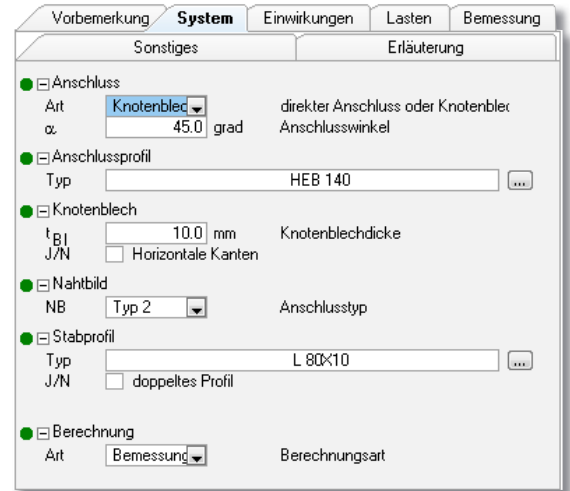 Vorbemerkung System Einwirkungen Lasten Bemessung
Sonstiges Erläuterung
Anschluss
Art Knotenblec direkter Anschluss oder Knotenblec
α 45.0 grad Anschlusswinkel
Anschlussprofil
Typ HEB 140 ...
Knotenblech
tBl 10.0 mm Knotenblechdicke
J/N Horizontale Kanten
Nahtbild
NB Typ 2 Anschlusstyp
Stabprofil
Typ L 80X10 ...
J/N doppeltes Profil
Berechnung
Art Bemessung Berechnungsart